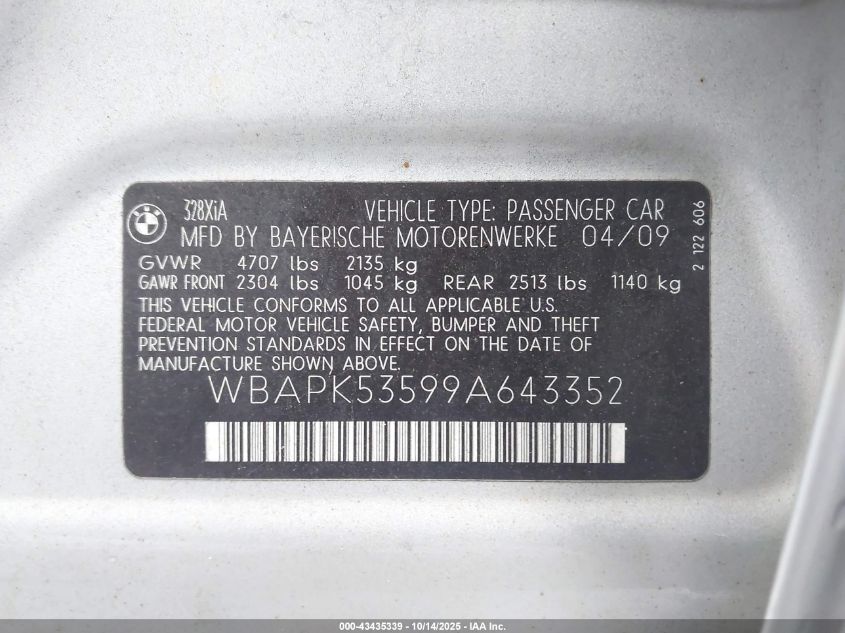 BMW
328XiA VEHICLE TYPE: PASSENGER CAR
MFD BY BAYERISCHE MOTORENWERKE 04/09
GVWR 4707 lbs 2135 kg
GAWR FRONT 2304 lbs 1045 kg REAR 2513 lbs 1140 kg
THIS VEHICLE CONFORMS TO ALL APPLICABLE U.S.
FEDERAL MOTOR VEHICLE SAFETY, BUMPER AND THEFT
PREVENTION STANDARDS IN EFFECT ON THE DATE OF
MANUFACTURE SHOWN ABOVE.
WBAPK53599A643352
2 122 606
000-43435339 - 10/14/2025 - IAA Inc.